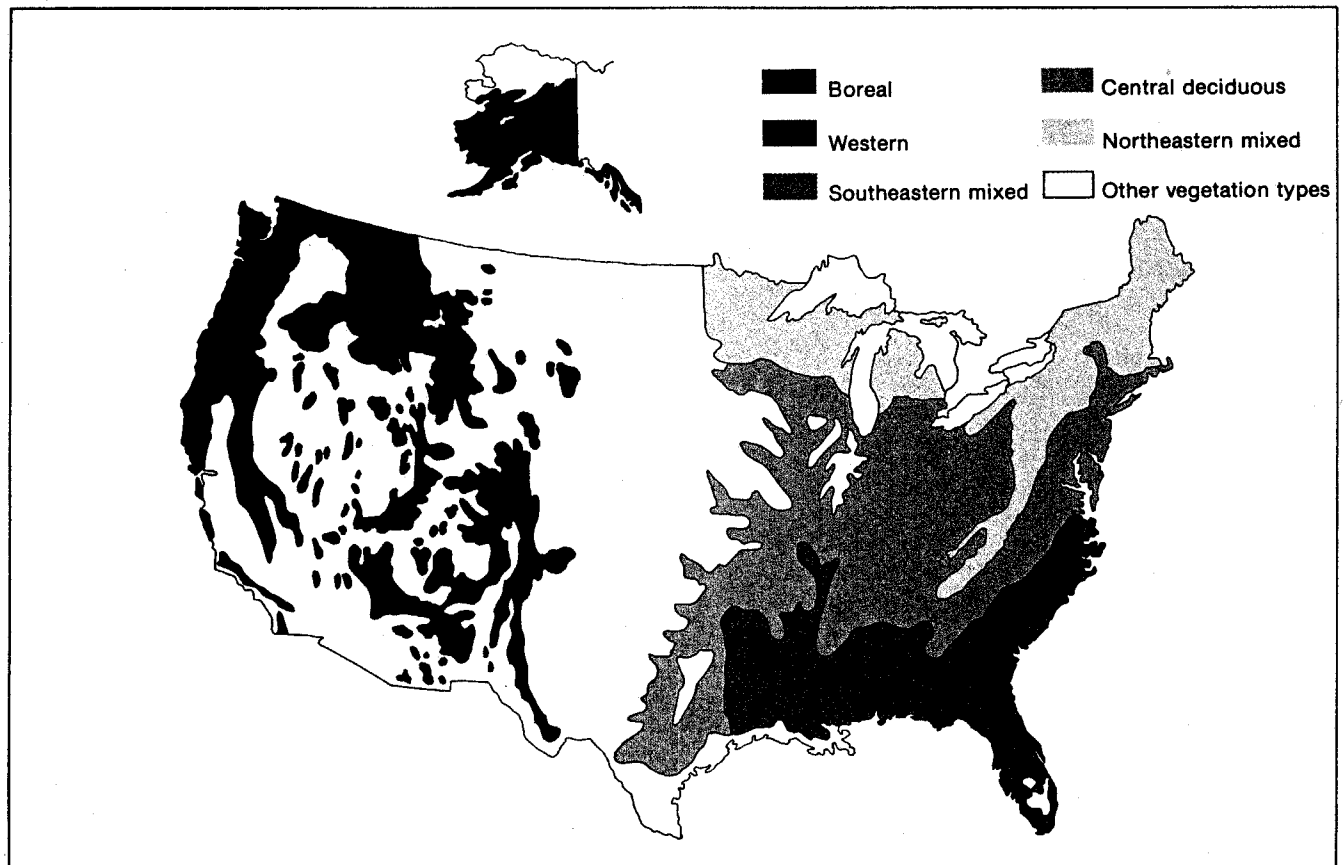 Boreal
Western
Southeastern mixed
Central deciduous
Northeastern mixed
Other vegetation types